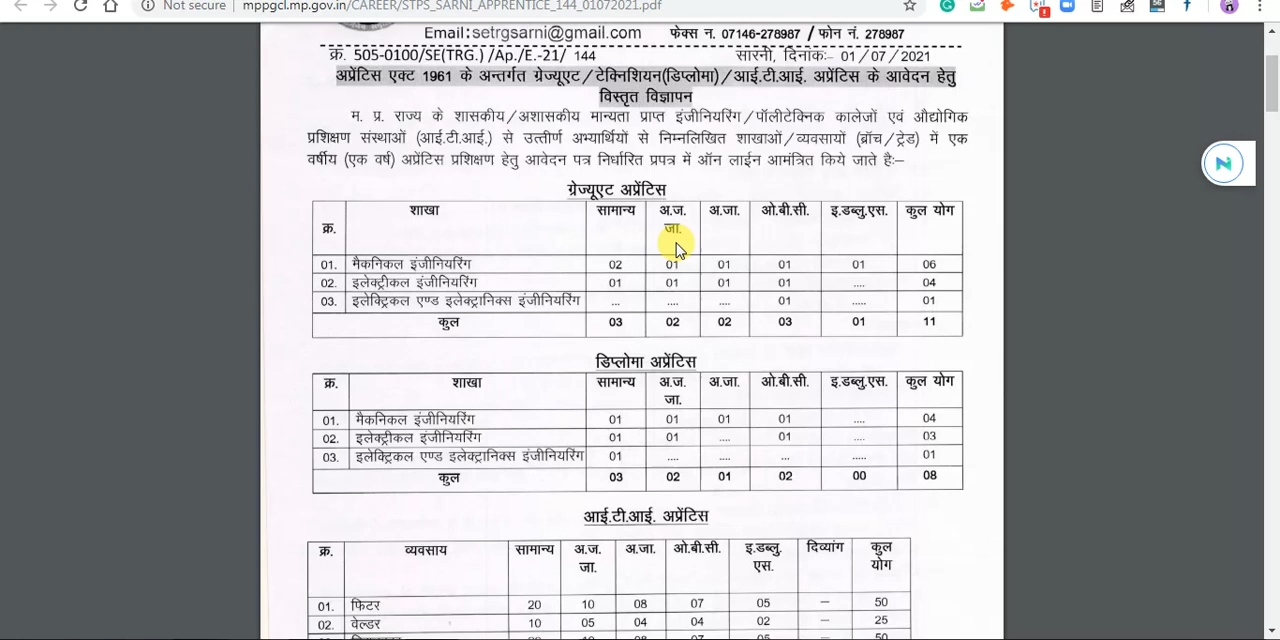 Not secure | mppgcl.mp.gov.in/CAREER/STPS_SARNI_APPRENTICE_144_01072021.pdf
Email:setrgsarni@gmail.com फेक्स न. 07146-278987 / फोन नं. 278987
क्र. 505-0100/SE(TRG.) /Ap./E.-21/ 144 सारनी, दिनांकः– 01 / 07 / 2021
अप्रेंटिस एक्ट 1961 के अन्तर्गत ग्रेज्यूएट/टेक्निशियन(डिप्लोमा)/आई.टी.आई. अप्रेंटिस के आवेदन हेतु
विस्तृत विज्ञापन
म. प्र. राज्य के शासकीय/अशासकीय मान्यता प्राप्त इंजीनियरिंग/पॉलीटेक्निक कालेजों एवं औद्योगिक
प्रशिक्षण संस्थाओं (आई.टी.आई.) से उत्तीर्ण अभ्यार्थियों से निम्नलिखित शाखाओं/व्यवसायों (ब्रॉंच/ट्रेड) में एक
वर्षीय (एक वर्ष) अप्रेंटिस प्रशिक्षण हेतु आवेदन पत्र निर्धारित प्रपत्र में ऑन लाईन आमंत्रित किये जाते हैः–
ग्रेज्यूएट अप्रेंटिस
क्र. शाखा सामान्य अ.ज.जा. अ.जा. ओ.बी.सी. इ.डब्लु.एस. कुल योग
01. मैकनिकल इंजीनियरिंग 02 01 01 01 01 06
02. इलेक्ट्रीकल इंजीनियरिंग 01 01 01 01 .... 04
03. इलेक्ट्रिकल एण्ड इलेक्ट्रानिक्स इंजीनियरिंग ... .... .... 01 ..... 01
कुल 03 02 02 03 01 11
डिप्लोमा अप्रेंटिस
क्र. शाखा सामान्य अ.ज.जा. अ.जा. ओ.बी.सी. इ.डब्लु.एस. कुल योग
01. मैकनिकल इंजीनियरिंग 01 01 01 01 .... 04
02. इलेक्ट्रीकल इंजीनियरिंग 01 01 .... 01 .... 03
03. इलेक्ट्रिकल एण्ड इलेक्ट्रानिक्स इंजीनियरिंग 01 .... .... ... ..... 01
कुल 03 02 01 02 00 08
आई.टी.आई. अप्रेंटिस
क्र. व्यवसाय सामान्य अ.ज.जा. अ.जा. ओ.बी.सी. इ.डब्लु.एस. दिव्यांग कुल योग
01. फिटर 20 10 08 07 05 – 50
02. वेल्डर 10 05 04 04 02 – 25